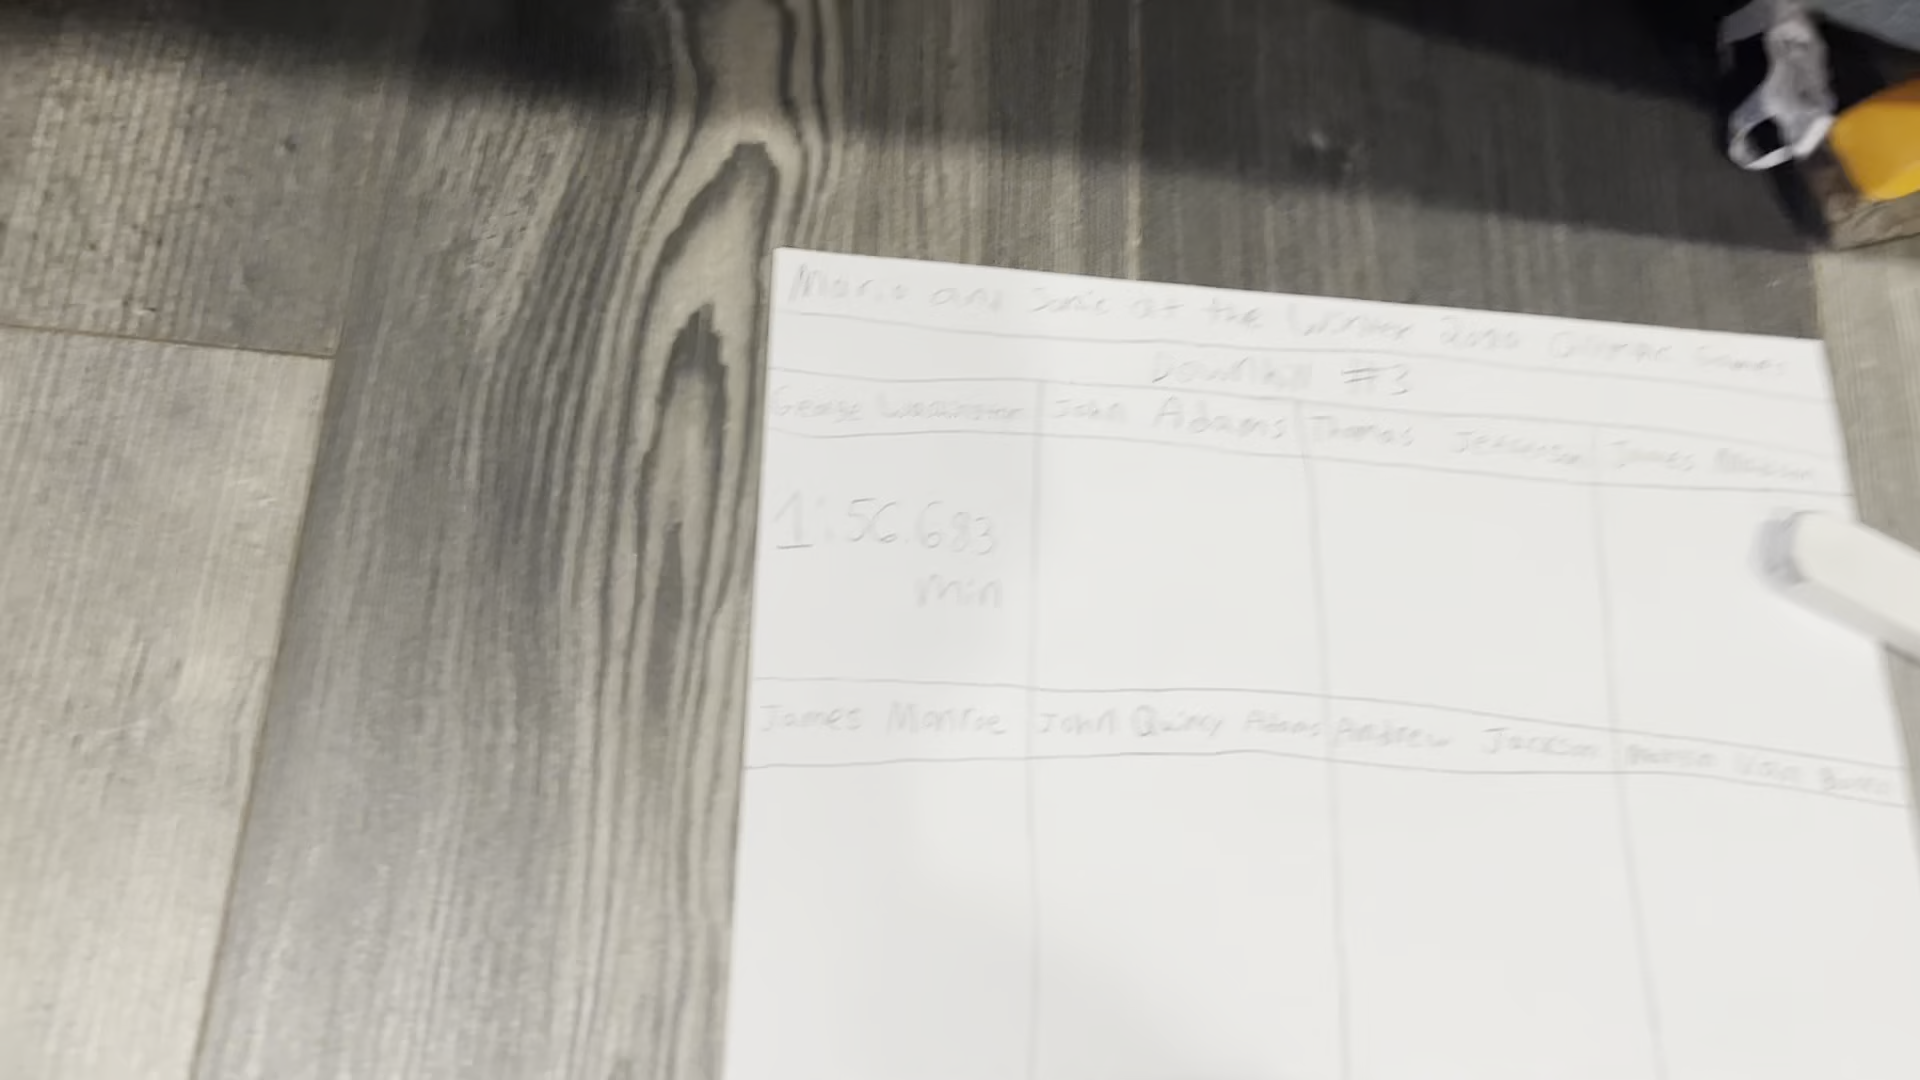 Mario and Sonic at the Winter 2010 Olympic Games
Downhill #3
George Washington John Adams Thomas Jefferson James Madison
1:56.683
min
James Monroe John Quincy Adams Andrew Jackson Martin Van Buren